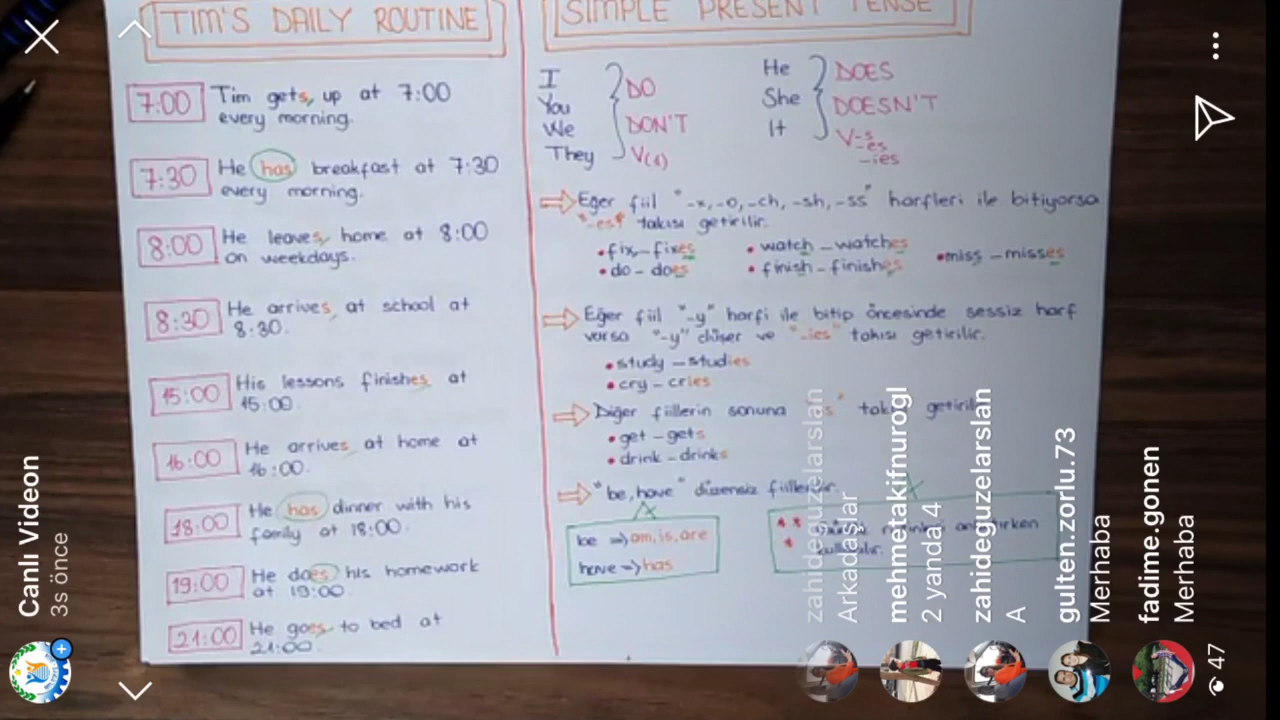 TIM'S DAILY ROUTINE
7:00 Tim gets, up at 7:00
every morning.
7:30 He has breakfast at 7:30
every morning.
8:00 He leaves, home at 8:00
on weekdays.
8:30 He arrives, at school at
8:30.
15:00 His lessons finishes at
15:00.
16:00 He arrives, at home at
16:00.
18:00 He has dinner with his
family at 18:00.
19:00 He does his homework
at 19:00.
21:00 He goes to bed at
21:00.
SIMPLE PRESENT TENSE
I
You
We
They
DO
DON'T
V(1)
He
She
It
DOES
DOESN'T
V-s
-es
-ies
Eğer fiil "-x,-o,-ch,-sh,-ss" harfleri ile bitiyorsa
"-es" takısı getirilir.
• fix – fixes • watch – watches • miss – misses
• do – does • finish – finishes
Eğer fiil "-y" harfi ile bitip öncesinde sessiz harf
varsa "-y" düşer ve "-ies" takısı getirilir.
• study – studies
• cry – cries
Diğer fiillerin sonuna
• get – gets
• drink – drinks
"be, have" düzensiz fiillerdir.
be => am, is, are
have => has
Canlı Videon
3s önce
zahideguzelarslan
Arkadaşlar
mehmetakifnurogl
2 yanda 4
zahideguzelarslan
A
gulten.zorlu.73
Merhaba
fadime.gonen
Merhaba
47